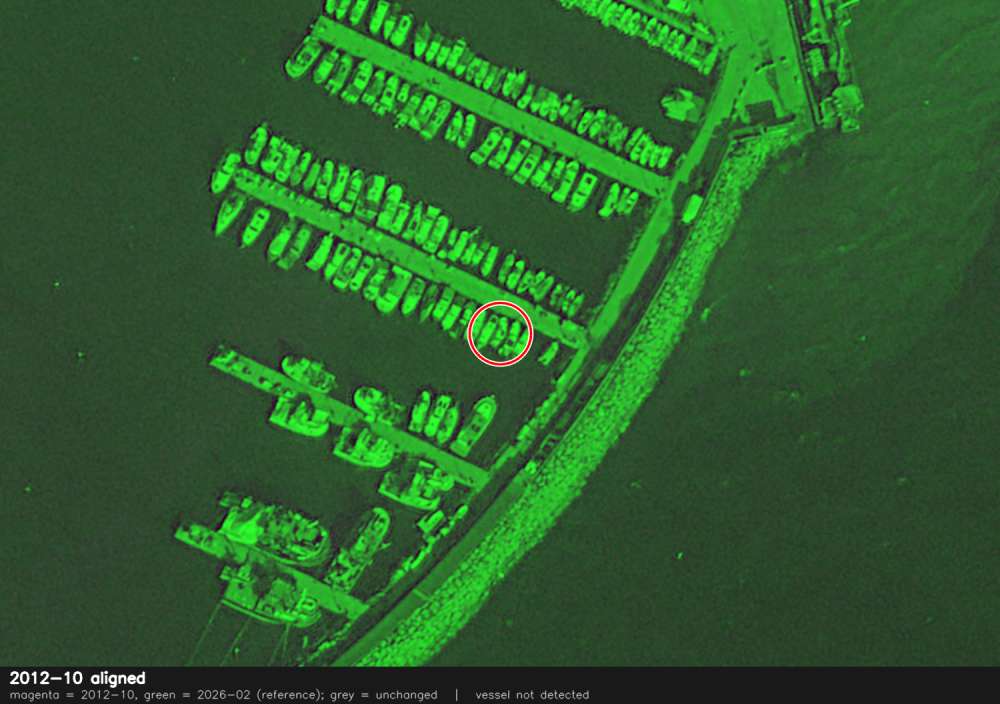 2012-10 aligned
magenta = 2012-10, green = 2026-02 (reference); grey = unchanged | vessel not detected